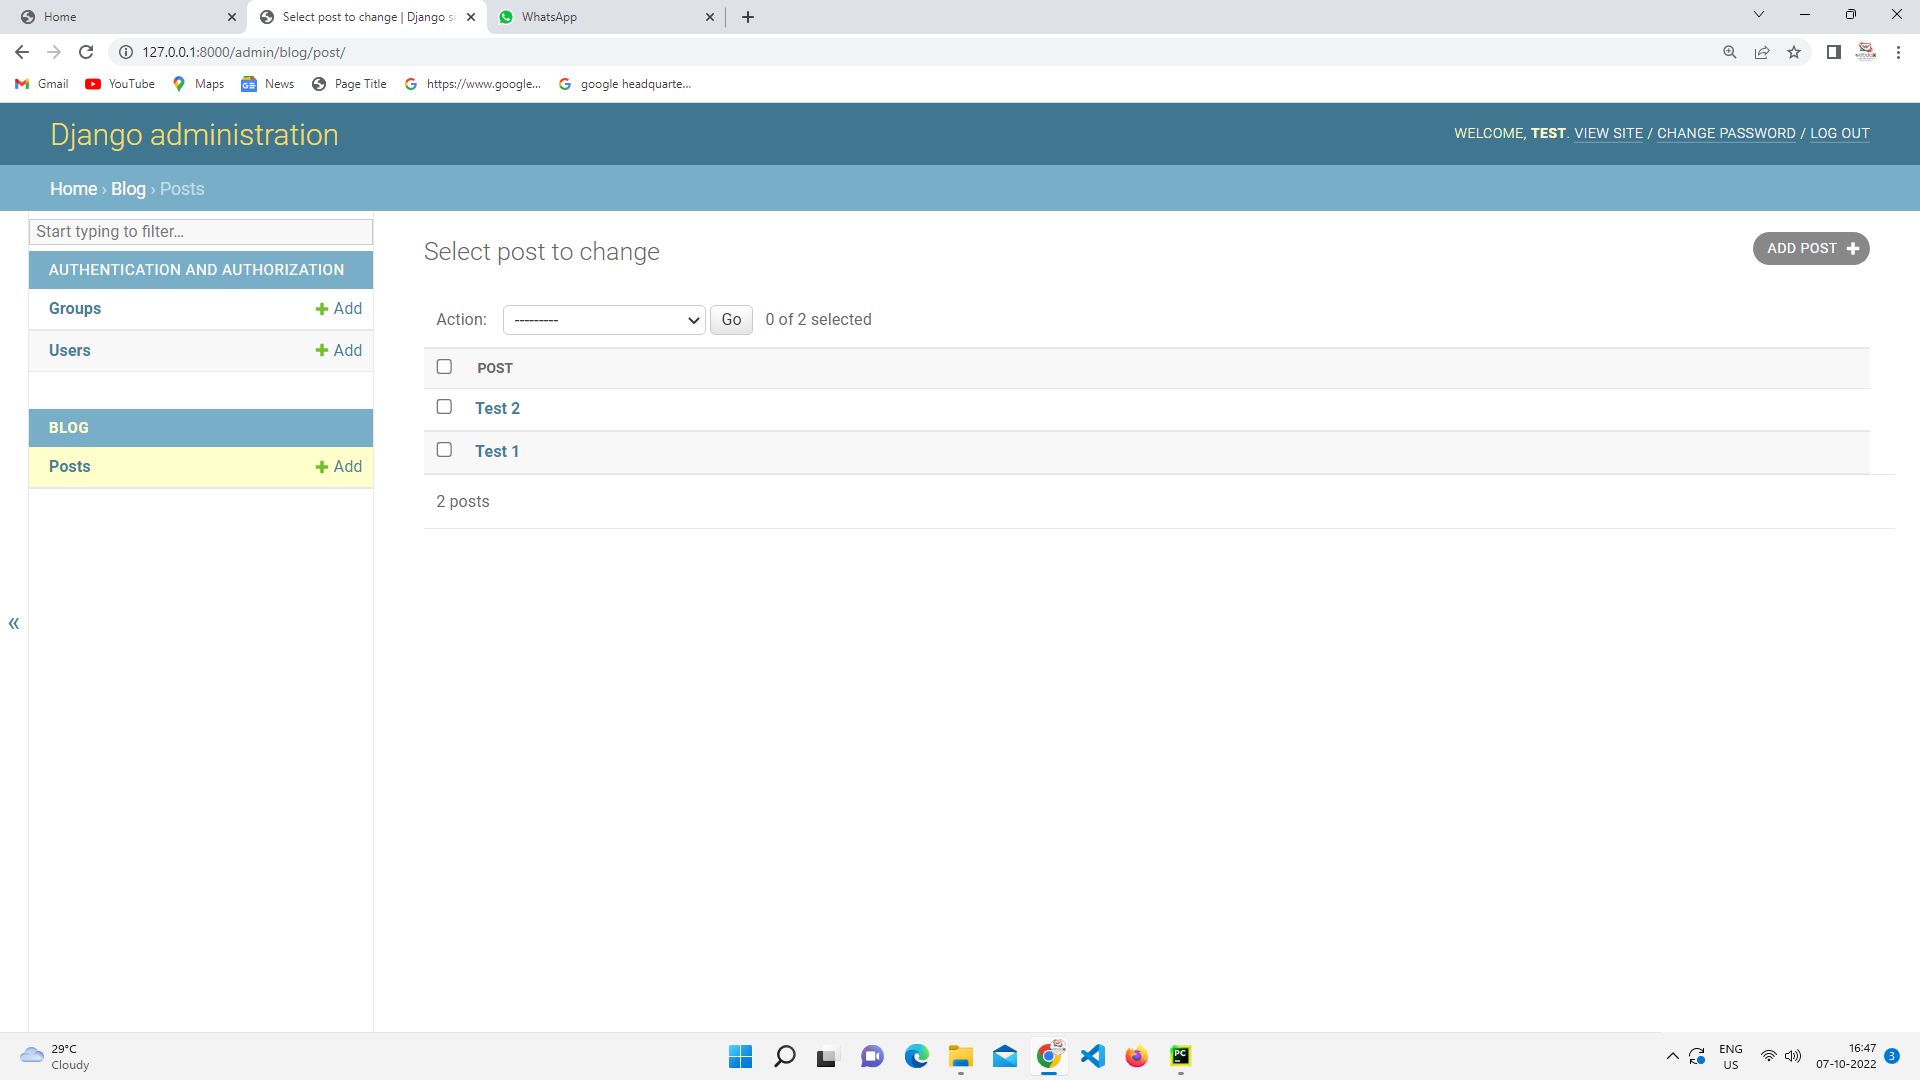 Home
Select post to change | Django si
WhatsApp
127.0.0.1:8000/admin/blog/post/
Gmail
YouTube
Maps
News
Page Title
https://www.google...
google headquarte...
Django administration
WELCOME, TEST. VIEW SITE / CHANGE PASSWORD / LOG OUT
Home › Blog › Posts
Start typing to filter...
AUTHENTICATION AND AUTHORIZATION
Groups
Add
Users
Add
BLOG
Posts
Add
Select post to change
ADD POST
Action:
---------
Go
0 of 2 selected
POST
Test 2
Test 1
2 posts
«
29°C
Cloudy
PC
ENG
US
16:47
07-10-2022
3